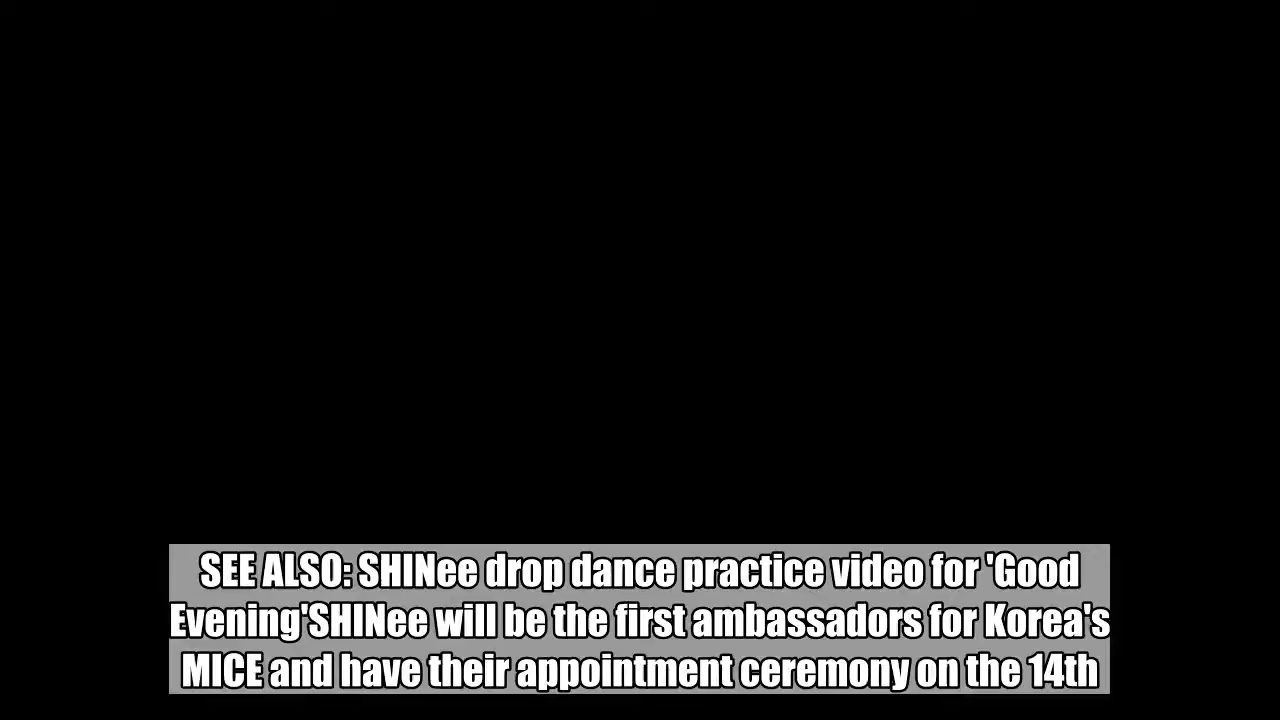 SEE ALSO: SHINee drop dance practice video for 'Good
Evening'SHINee will be the first ambassadors for Korea's
MICE and have their appointment ceremony on the 14th